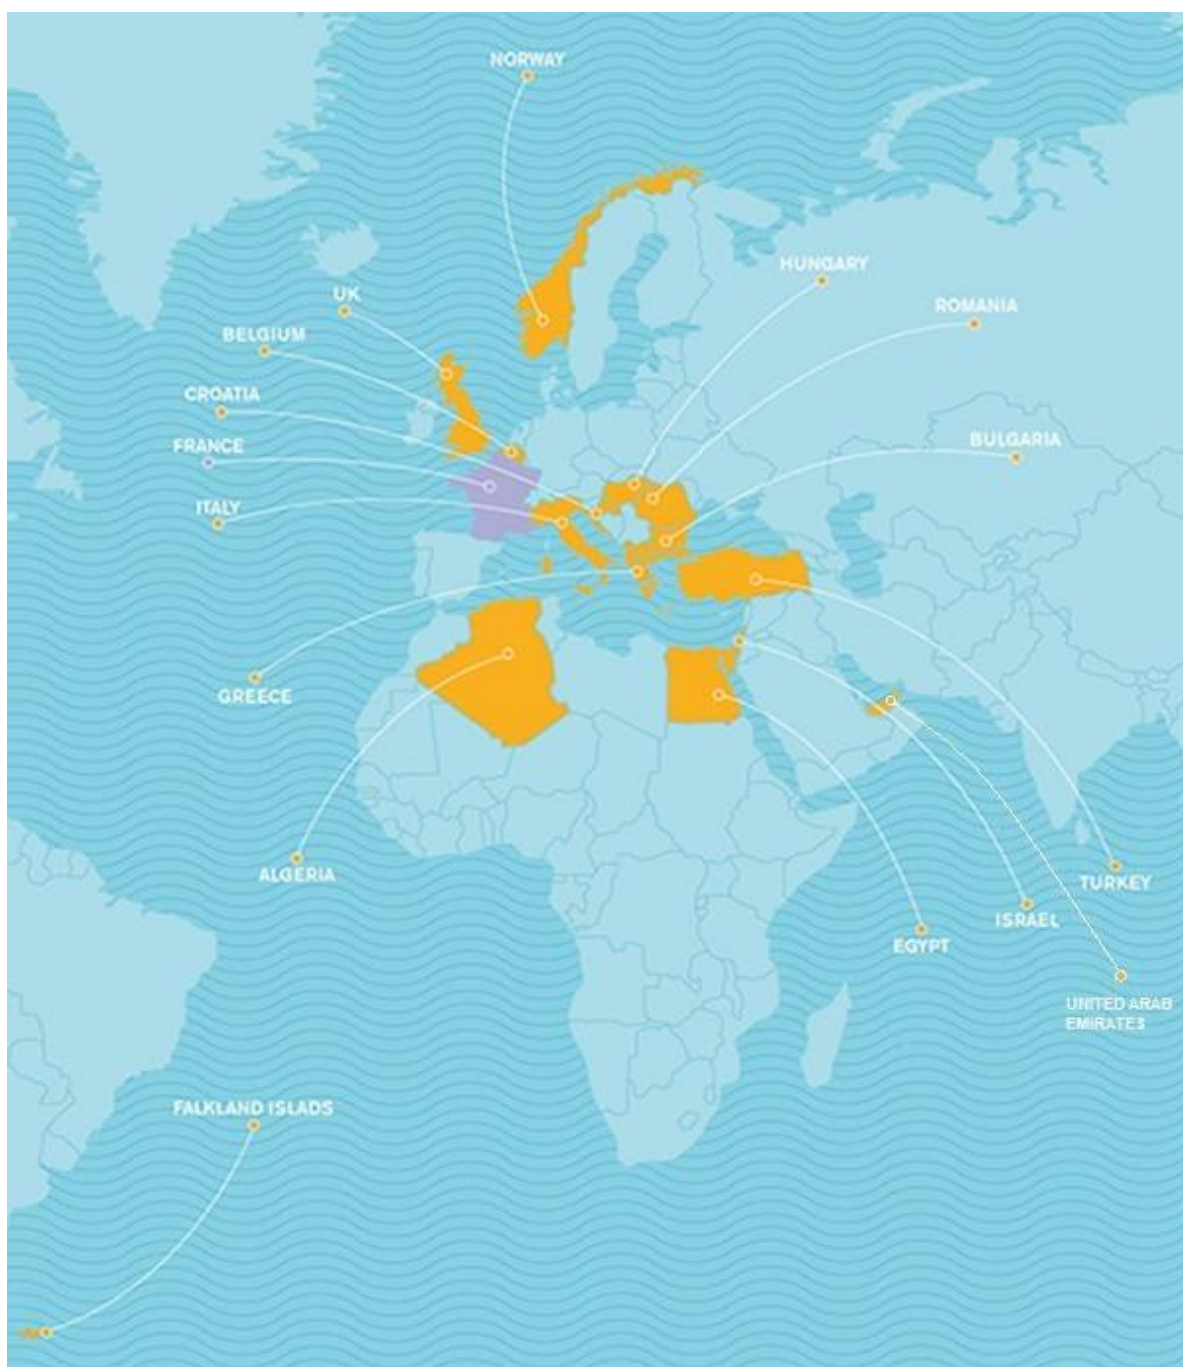 NORWAY
HUNGARY
UK
ROMANIA
BELGIUM
CROATIA
FRANCE
BULGARIA
ITALY
GREECE
ALGERIA
TURKEY
ISRAEL
EGYPT
UNITED ARAB
EMIRATES
FALKLAND ISLADS